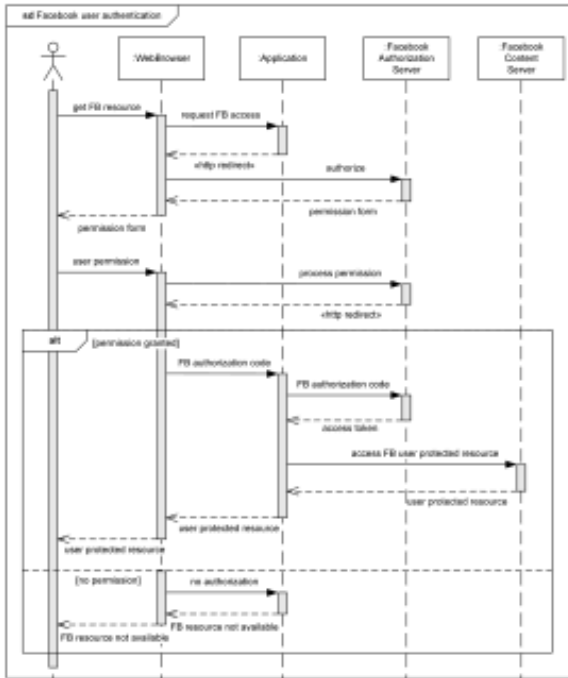 sd Facebook user authentication
:WebBrowser
:Application
:Facebook
Authorization
Server
:Facebook
Content
Server
get FB resource
request FB access
«http redirect»
authorize
permission form
permission form
user permission
process permission
«http redirect»
alt
[permission granted]
FB authorization code
FB authorization code
access token
access FB user protected resource
user protected resource
user protected resource
user protected resource
[no permission]
no authorization
FB resource not available
FB resource not available